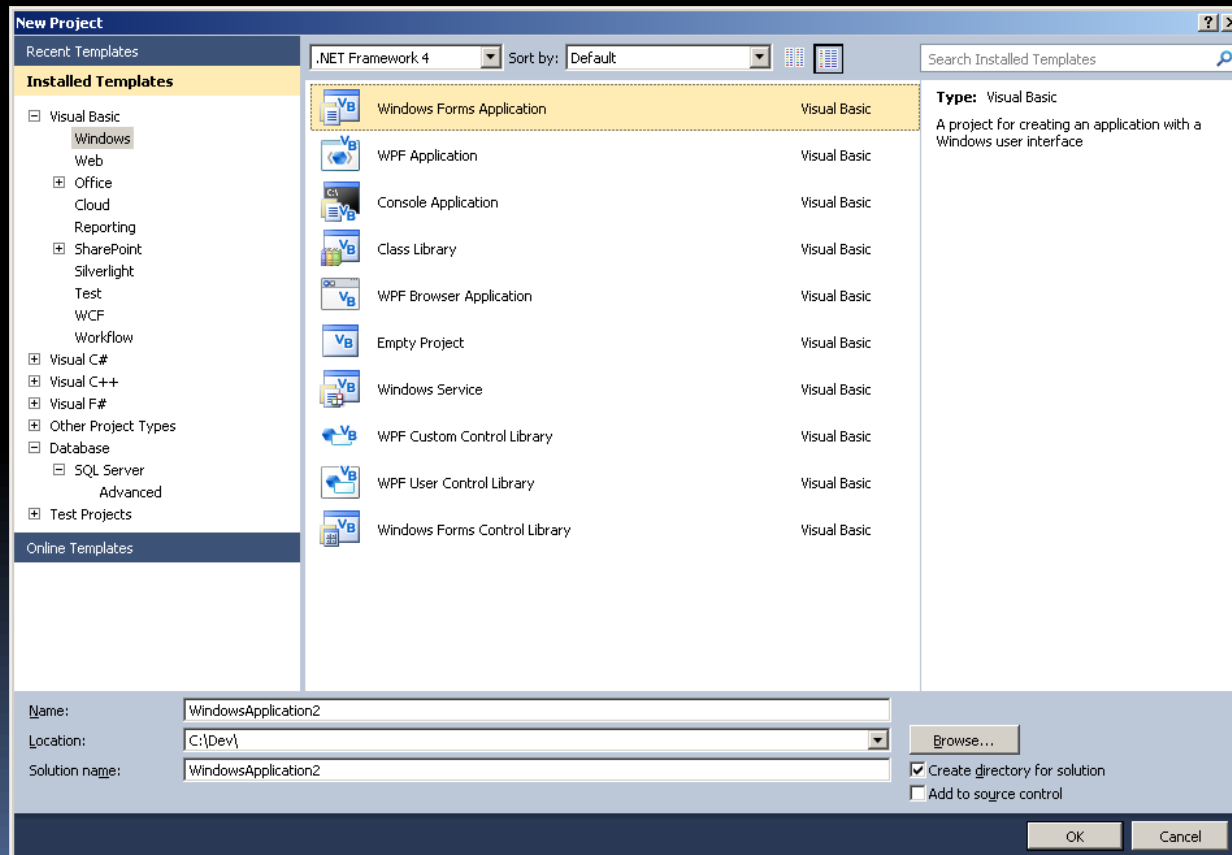 New Project
Recent Templates
Installed Templates
Visual Basic
Windows
Web
Office
Cloud
Reporting
SharePoint
Silverlight
Test
WCF
Workflow
Visual C#
Visual C++
Visual F#
Other Project Types
Database
SQL Server
Advanced
Test Projects
Online Templates
.NET Framework 4 Sort by: Default
Windows Forms Application Visual Basic
WPF Application Visual Basic
Console Application Visual Basic
Class Library Visual Basic
WPF Browser Application Visual Basic
Empty Project Visual Basic
Windows Service Visual Basic
WPF Custom Control Library Visual Basic
WPF User Control Library Visual Basic
Windows Forms Control Library Visual Basic
Search Installed Templates
Type: Visual Basic
A project for creating an application with a
Windows user interface
Name: WindowsApplication2
Location: C:\Dev\ Browse...
Solution name: WindowsApplication2
Create directory for solution
Add to source control
OK Cancel